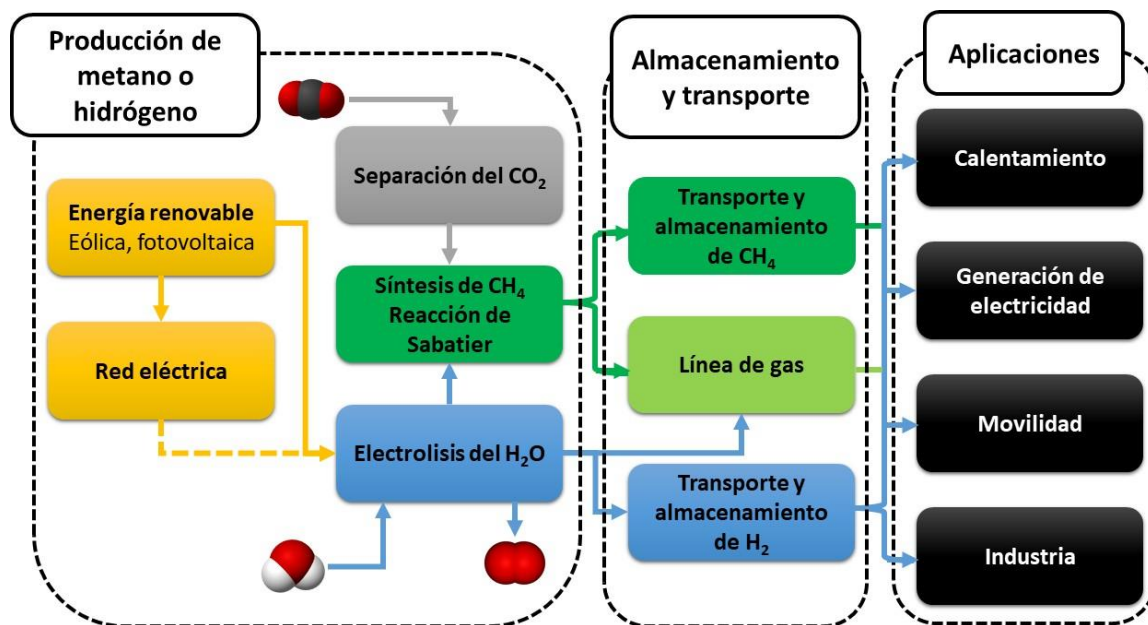 Producción de
metano o
hidrógeno
Separación del CO₂
Energía renovable
Eólica, fotovoltaica
Síntesis de CH₄
Reacción de
Sabatier
Red eléctrica
Electrolisis del H₂O
Almacenamiento
y transporte
Transporte y
almacenamiento
de CH₄
Línea de gas
Transporte y
almacenamiento
de H₂
Aplicaciones
Calentamiento
Generación de
electricidad
Movilidad
Industria